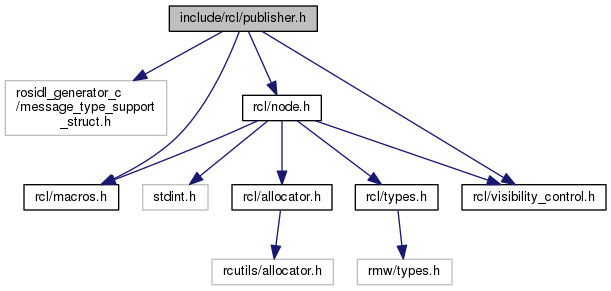 include/rcl/publisher.h
rosidl_generator_c
/message_type_support
_struct.h
rcl/node.h
rcl/macros.h
stdint.h
rcl/allocator.h
rcl/types.h
rcl/visibility_control.h
rcutils/allocator.h
rmw/types.h